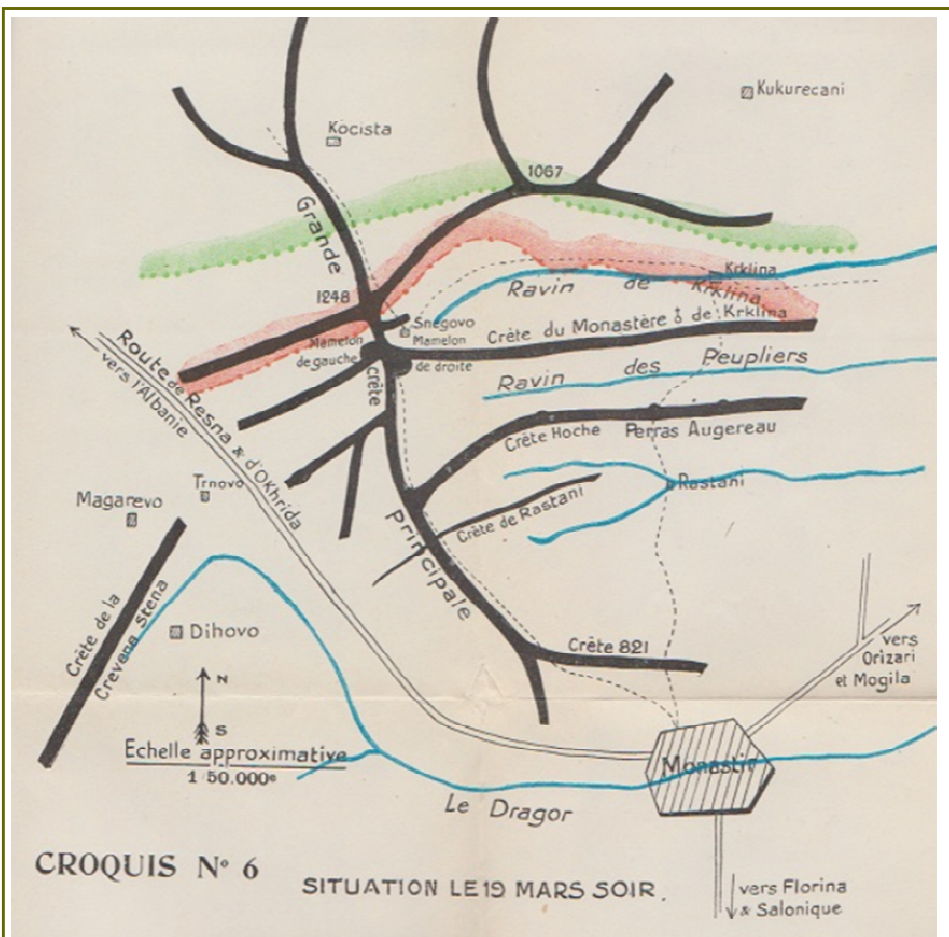 Kukurecani
Kocista
1067
Grande
1248
Krklina
Ravin de Krklina
Snegovo
Mamelon
de droite
Mamelon
de gauche
Crête du Monastère & de Krklina
crête
Ravin des Peupliers
Route de Resna & d'Okhrida
vers l'Albanie
Crête Hoche Perras Augereau
Trnovo
Magarevo
Rastani
Crête de Rastani
principale
Crête de la
Crevena Stena
Dihovo
Crête 821
vers
Orizari
et Mogila
N
S
Echelle approximative
1/50.000e
Monastir
Le Dragor
CROQUIS No 6
SITUATION LE 19 MARS SOIR.
vers Florina
& Salonique